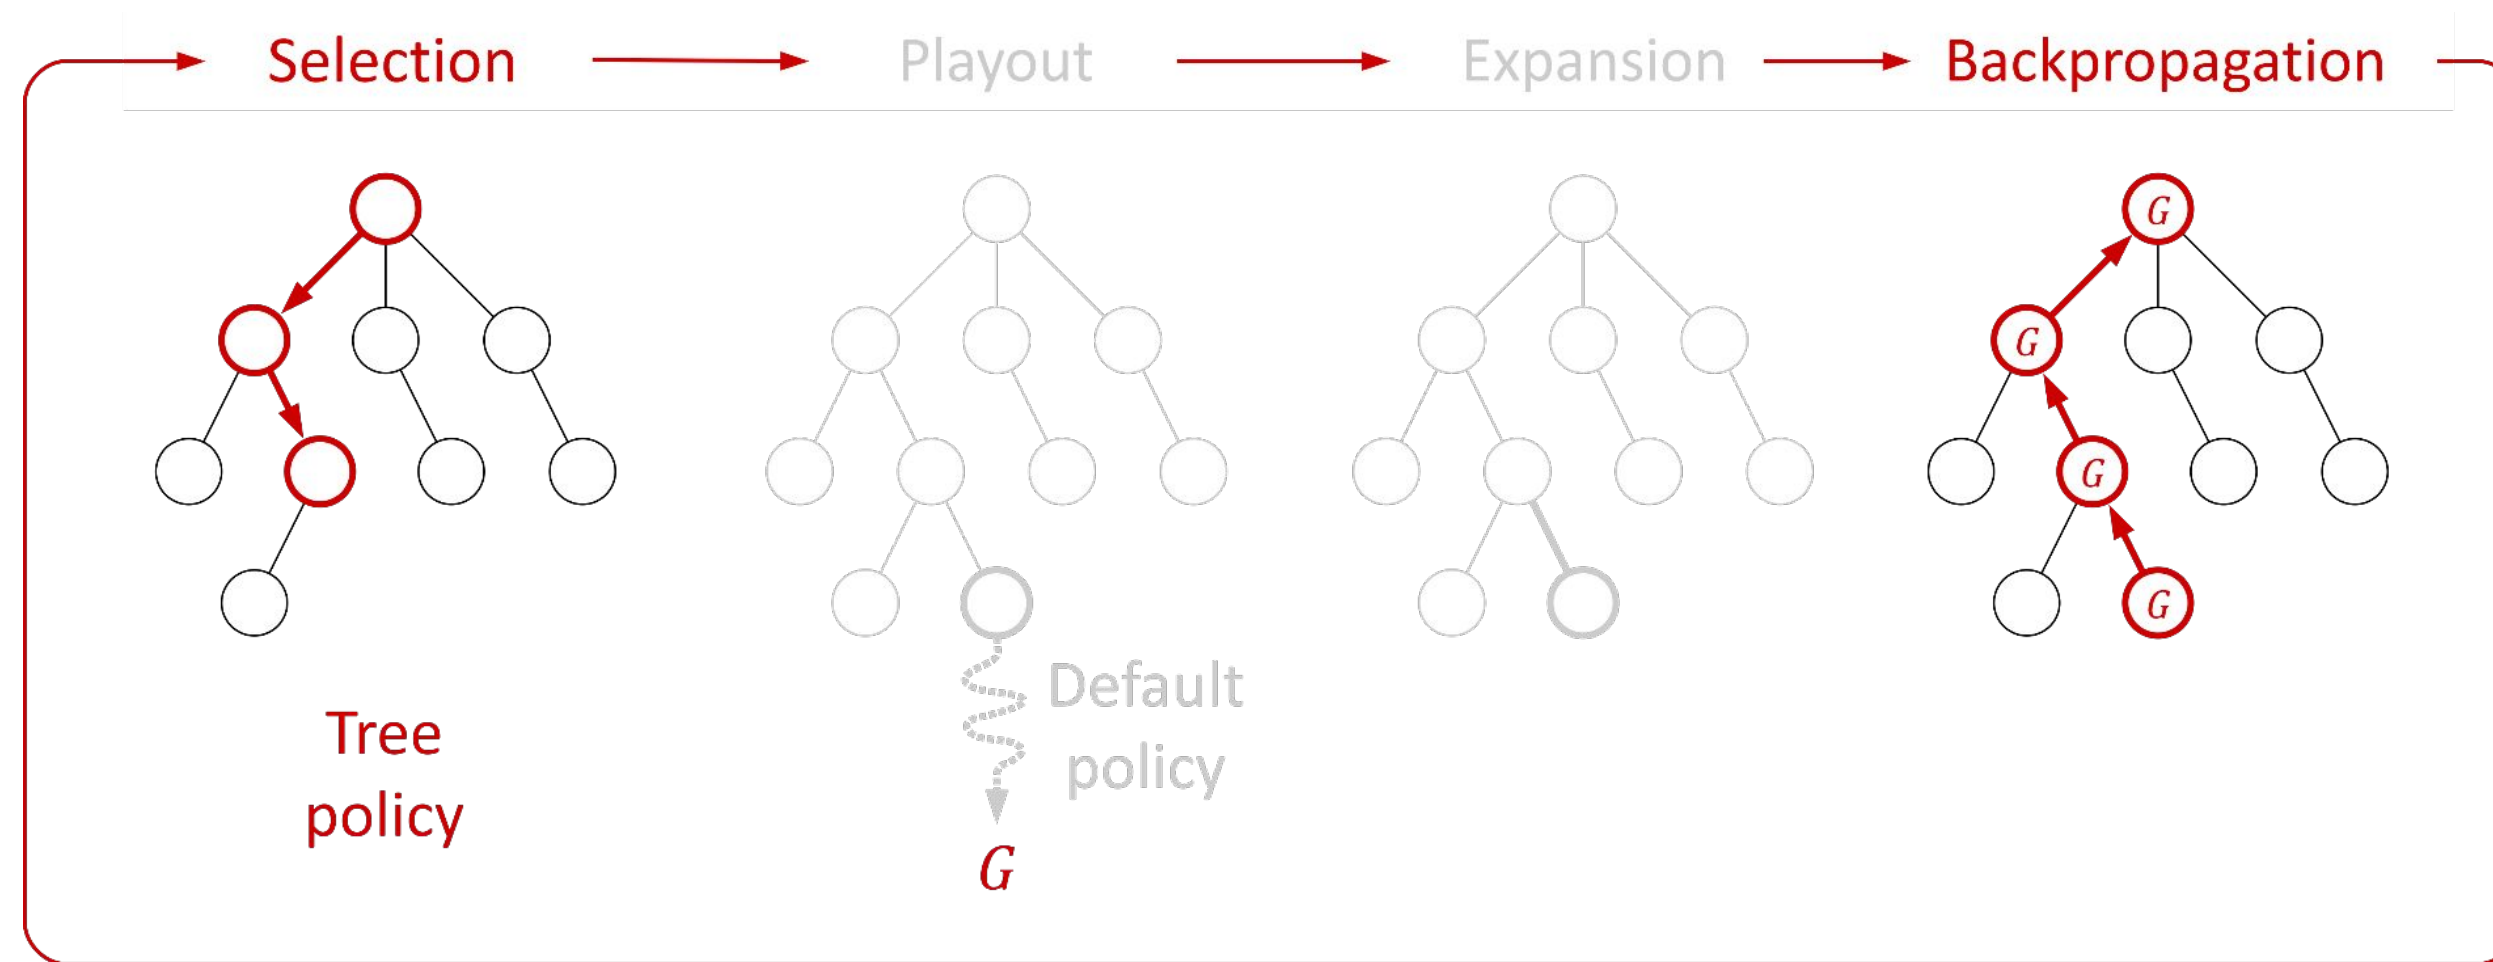 Selection
Playout
Expansion
Backpropagation
G
G
G
G
Default
policy
Tree
policy
G